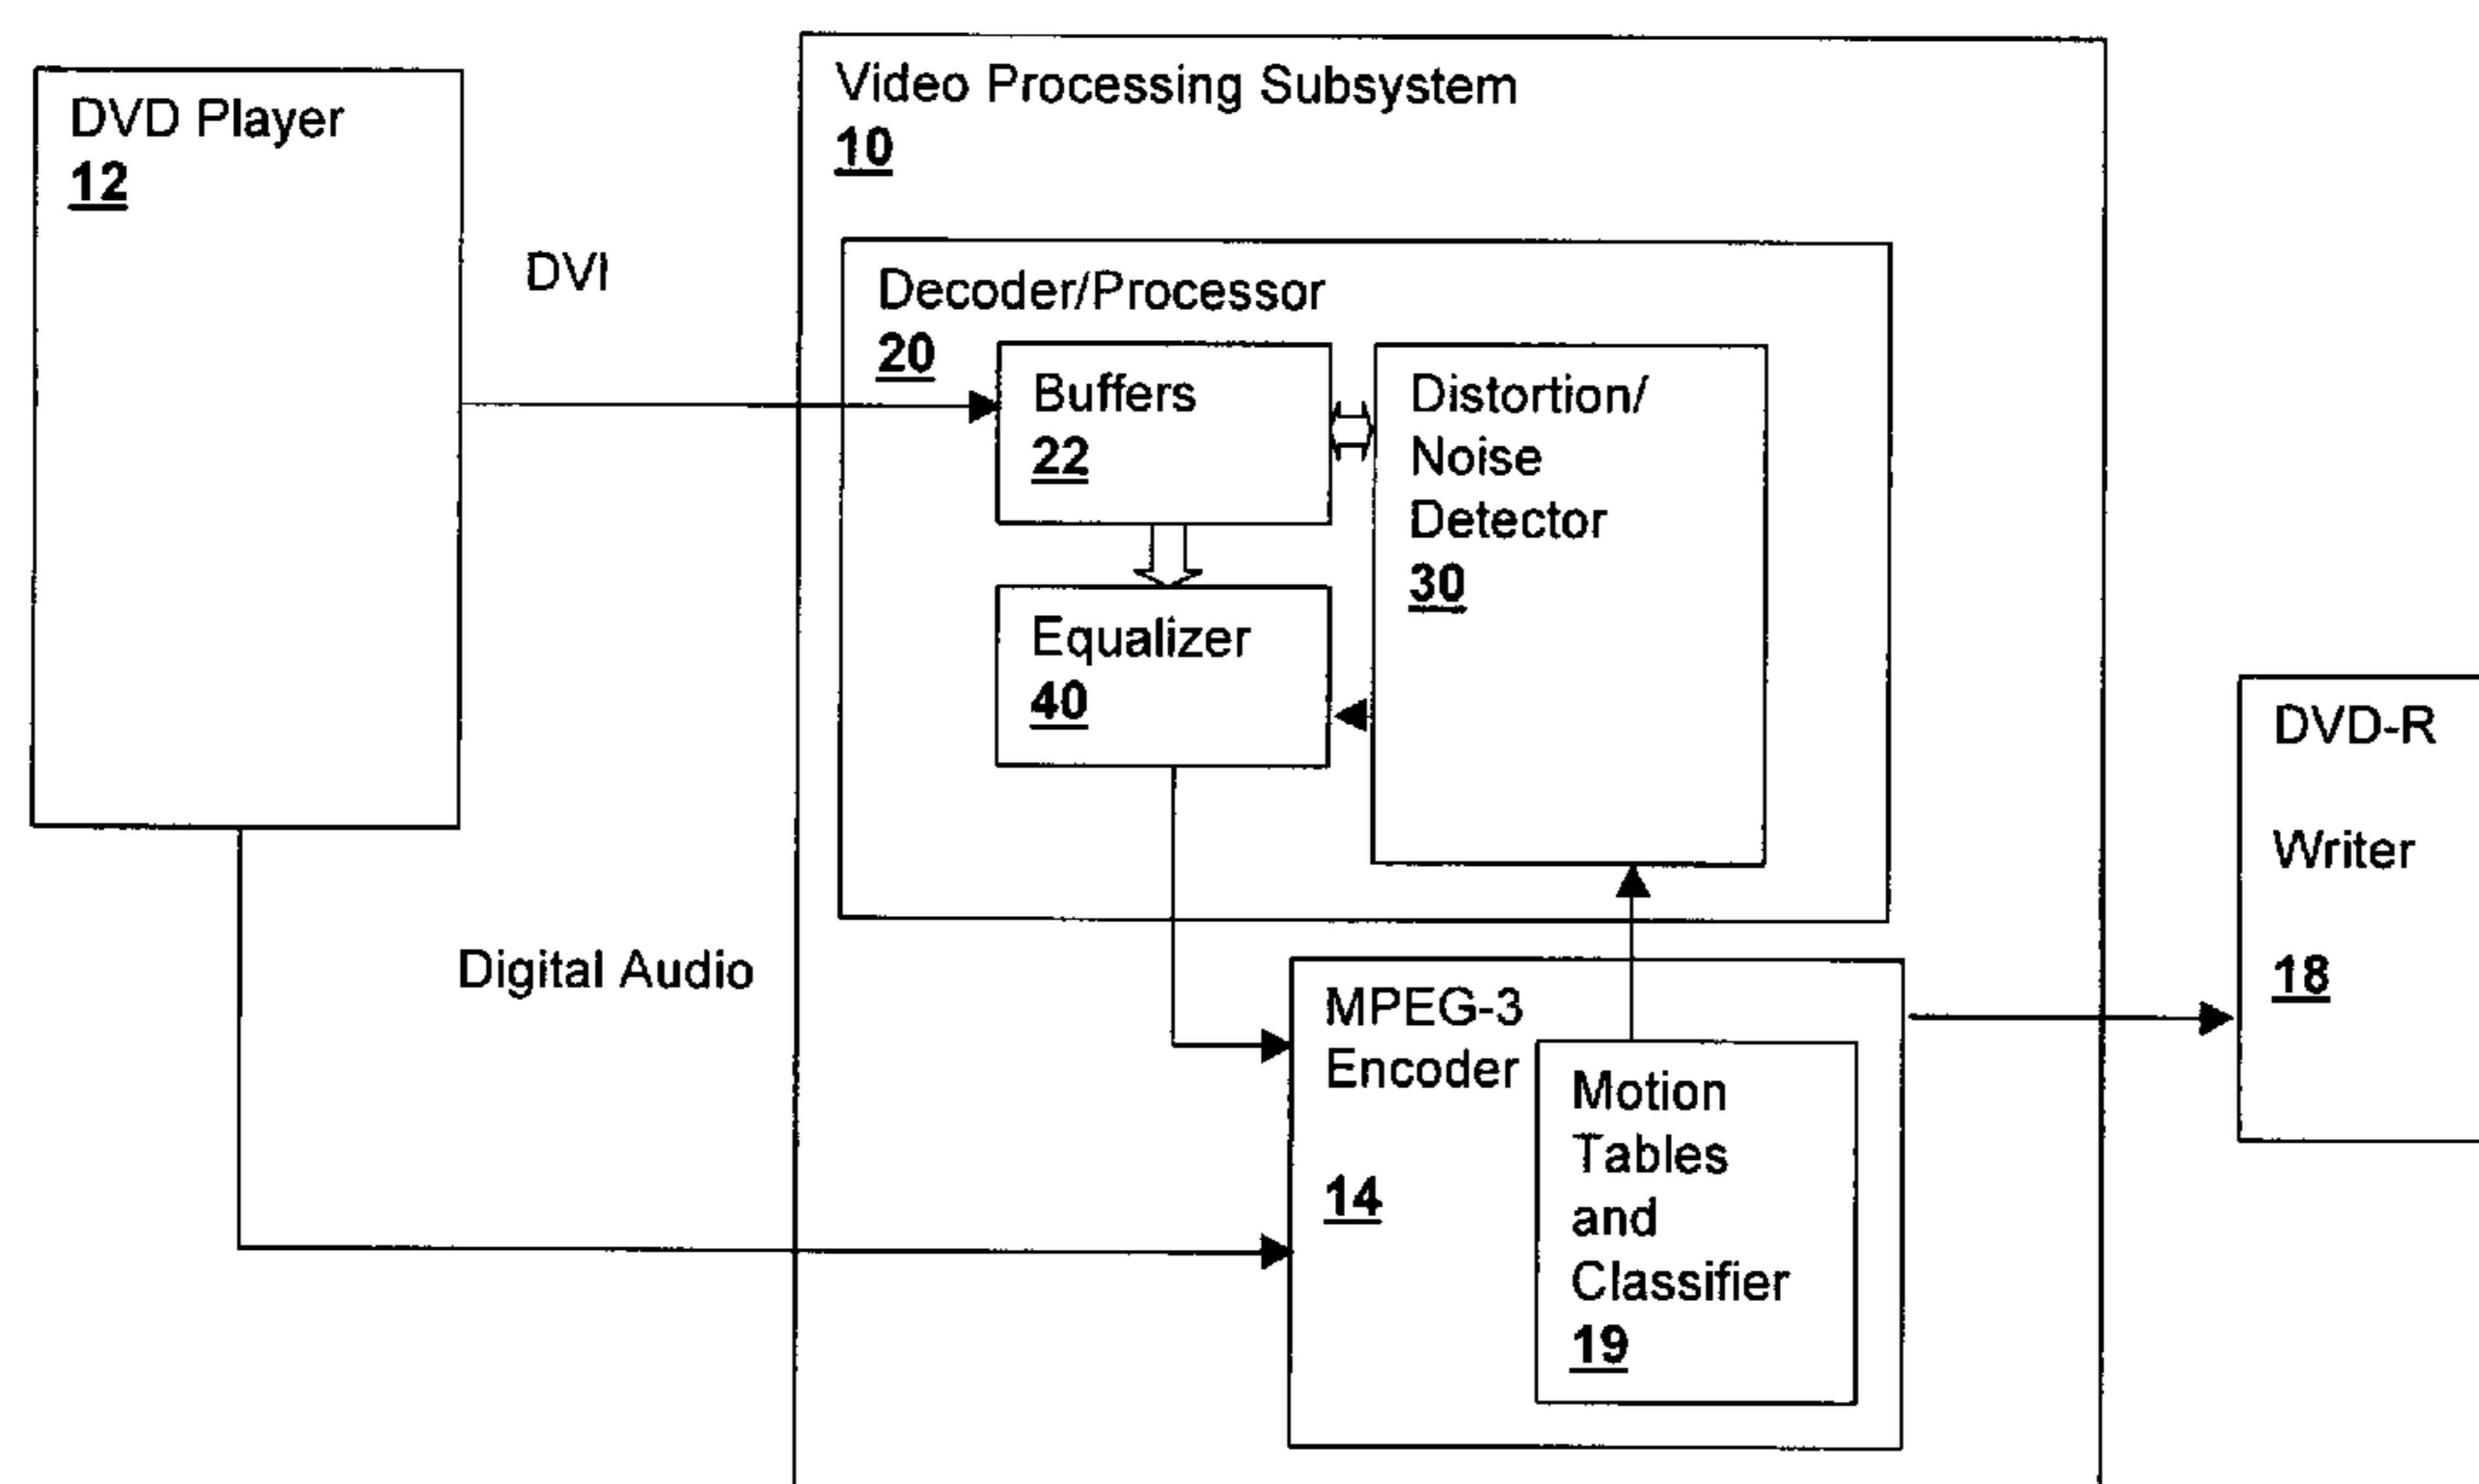 DVD Player
12
DVI
Digital Audio
Video Processing Subsystem
10
Decoder/Processor
20
Buffers
22
Equalizer
40
Distortion/
Noise
Detector
30
MPEG-3
Encoder
14
Motion
Tables
and
Classifier
19
DVD-R
Writer
18